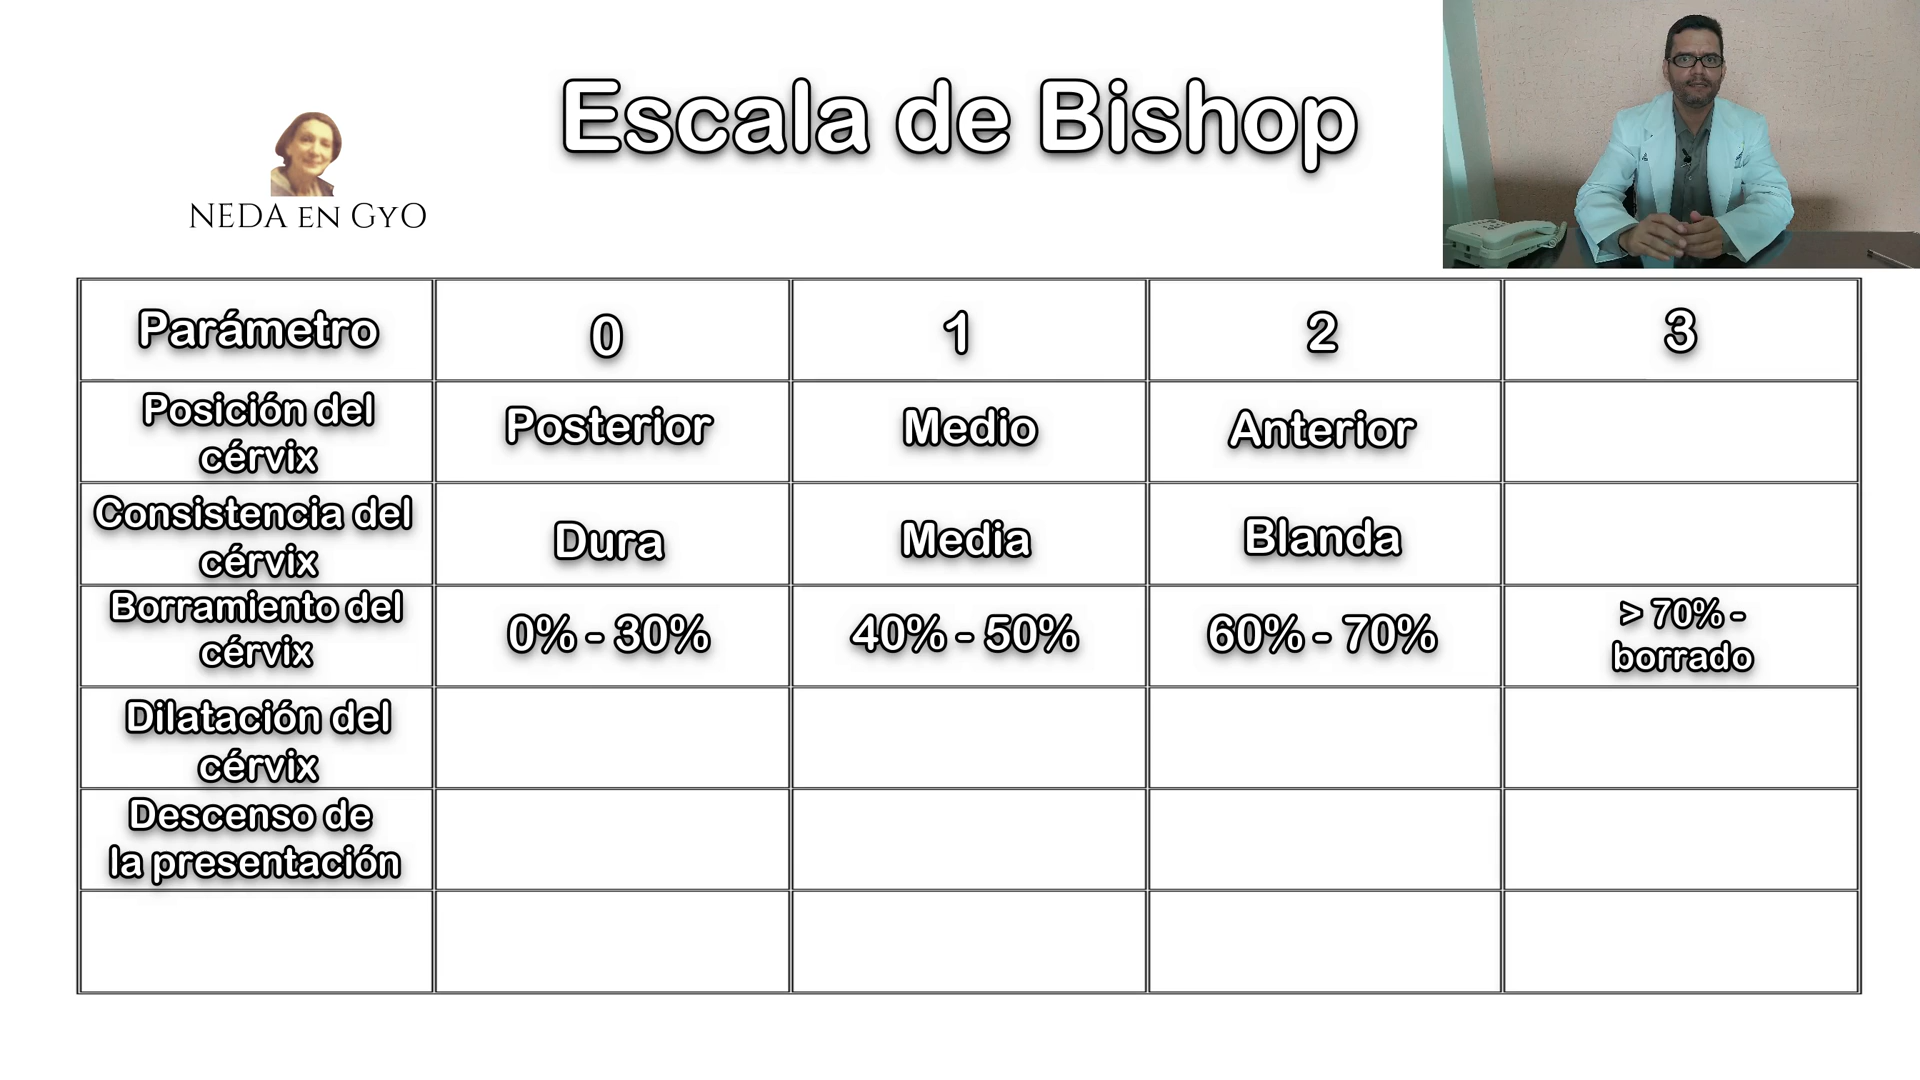 Escala de Bishop
NEDA EN GYO
Parámetro
0
1
2
3
Posición del
cérvix
Posterior
Medio
Anterior
Consistencia del
cérvix
Dura
Media
Blanda
Borramiento del
cérvix
0% - 30%
40% - 50%
60% - 70%
> 70% -
borrado
Dilatación del
cérvix
Descenso de
la presentación